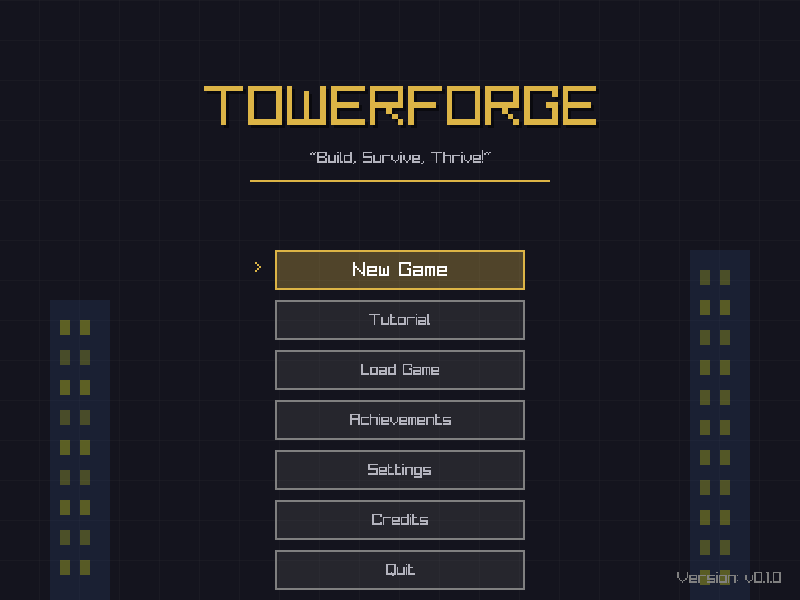 TOWERFORGE
"Build, Survive, Thrive!"
> New Game
Tutorial
Load Game
Achievements
Settings
Credits
Quit
Version: v0.1.0